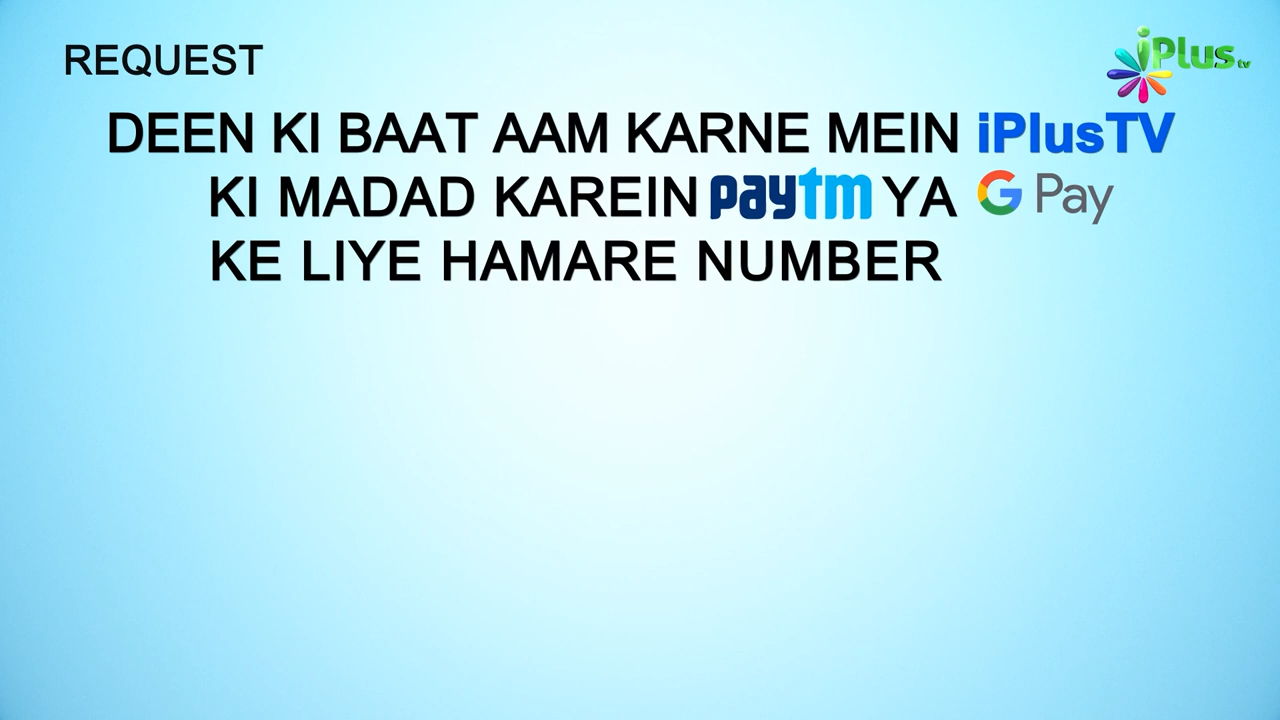 REQUEST
iPlus tv
DEEN KI BAAT AAM KARNE MEIN iPlusTV
KI MADAD KAREIN paytm YA G Pay
KE LIYE HAMARE NUMBER